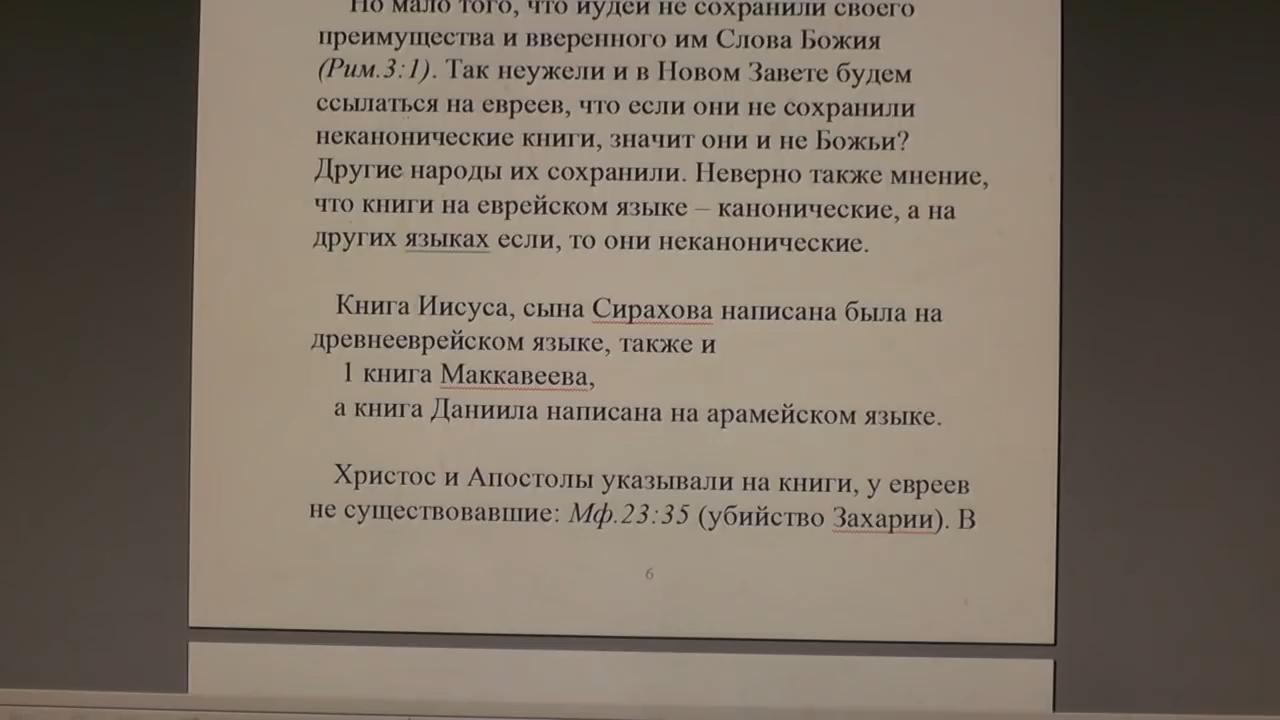 Но мало того, что иудеи не сохранили своего
преимущества и вверенного им Слова Божия
(Рим.3:1). Так неужели и в Новом Завете будем
ссылаться на евреев, что если они не сохранили
неканонические книги, значит они и не Божьи?
Другие народы их сохранили. Неверно также мнение,
что книги на еврейском языке – канонические, а на
других языках если, то они неканонические.
Книга Иисуса, сына Сирахова написана была на
древнееврейском языке, также и
1 книга Маккавеева,
а книга Даниила написана на арамейском языке.
Христос и Апостолы указывали на книги, у евреев
не существовавшие: Мф.23:35 (убийство Захарии). В
6